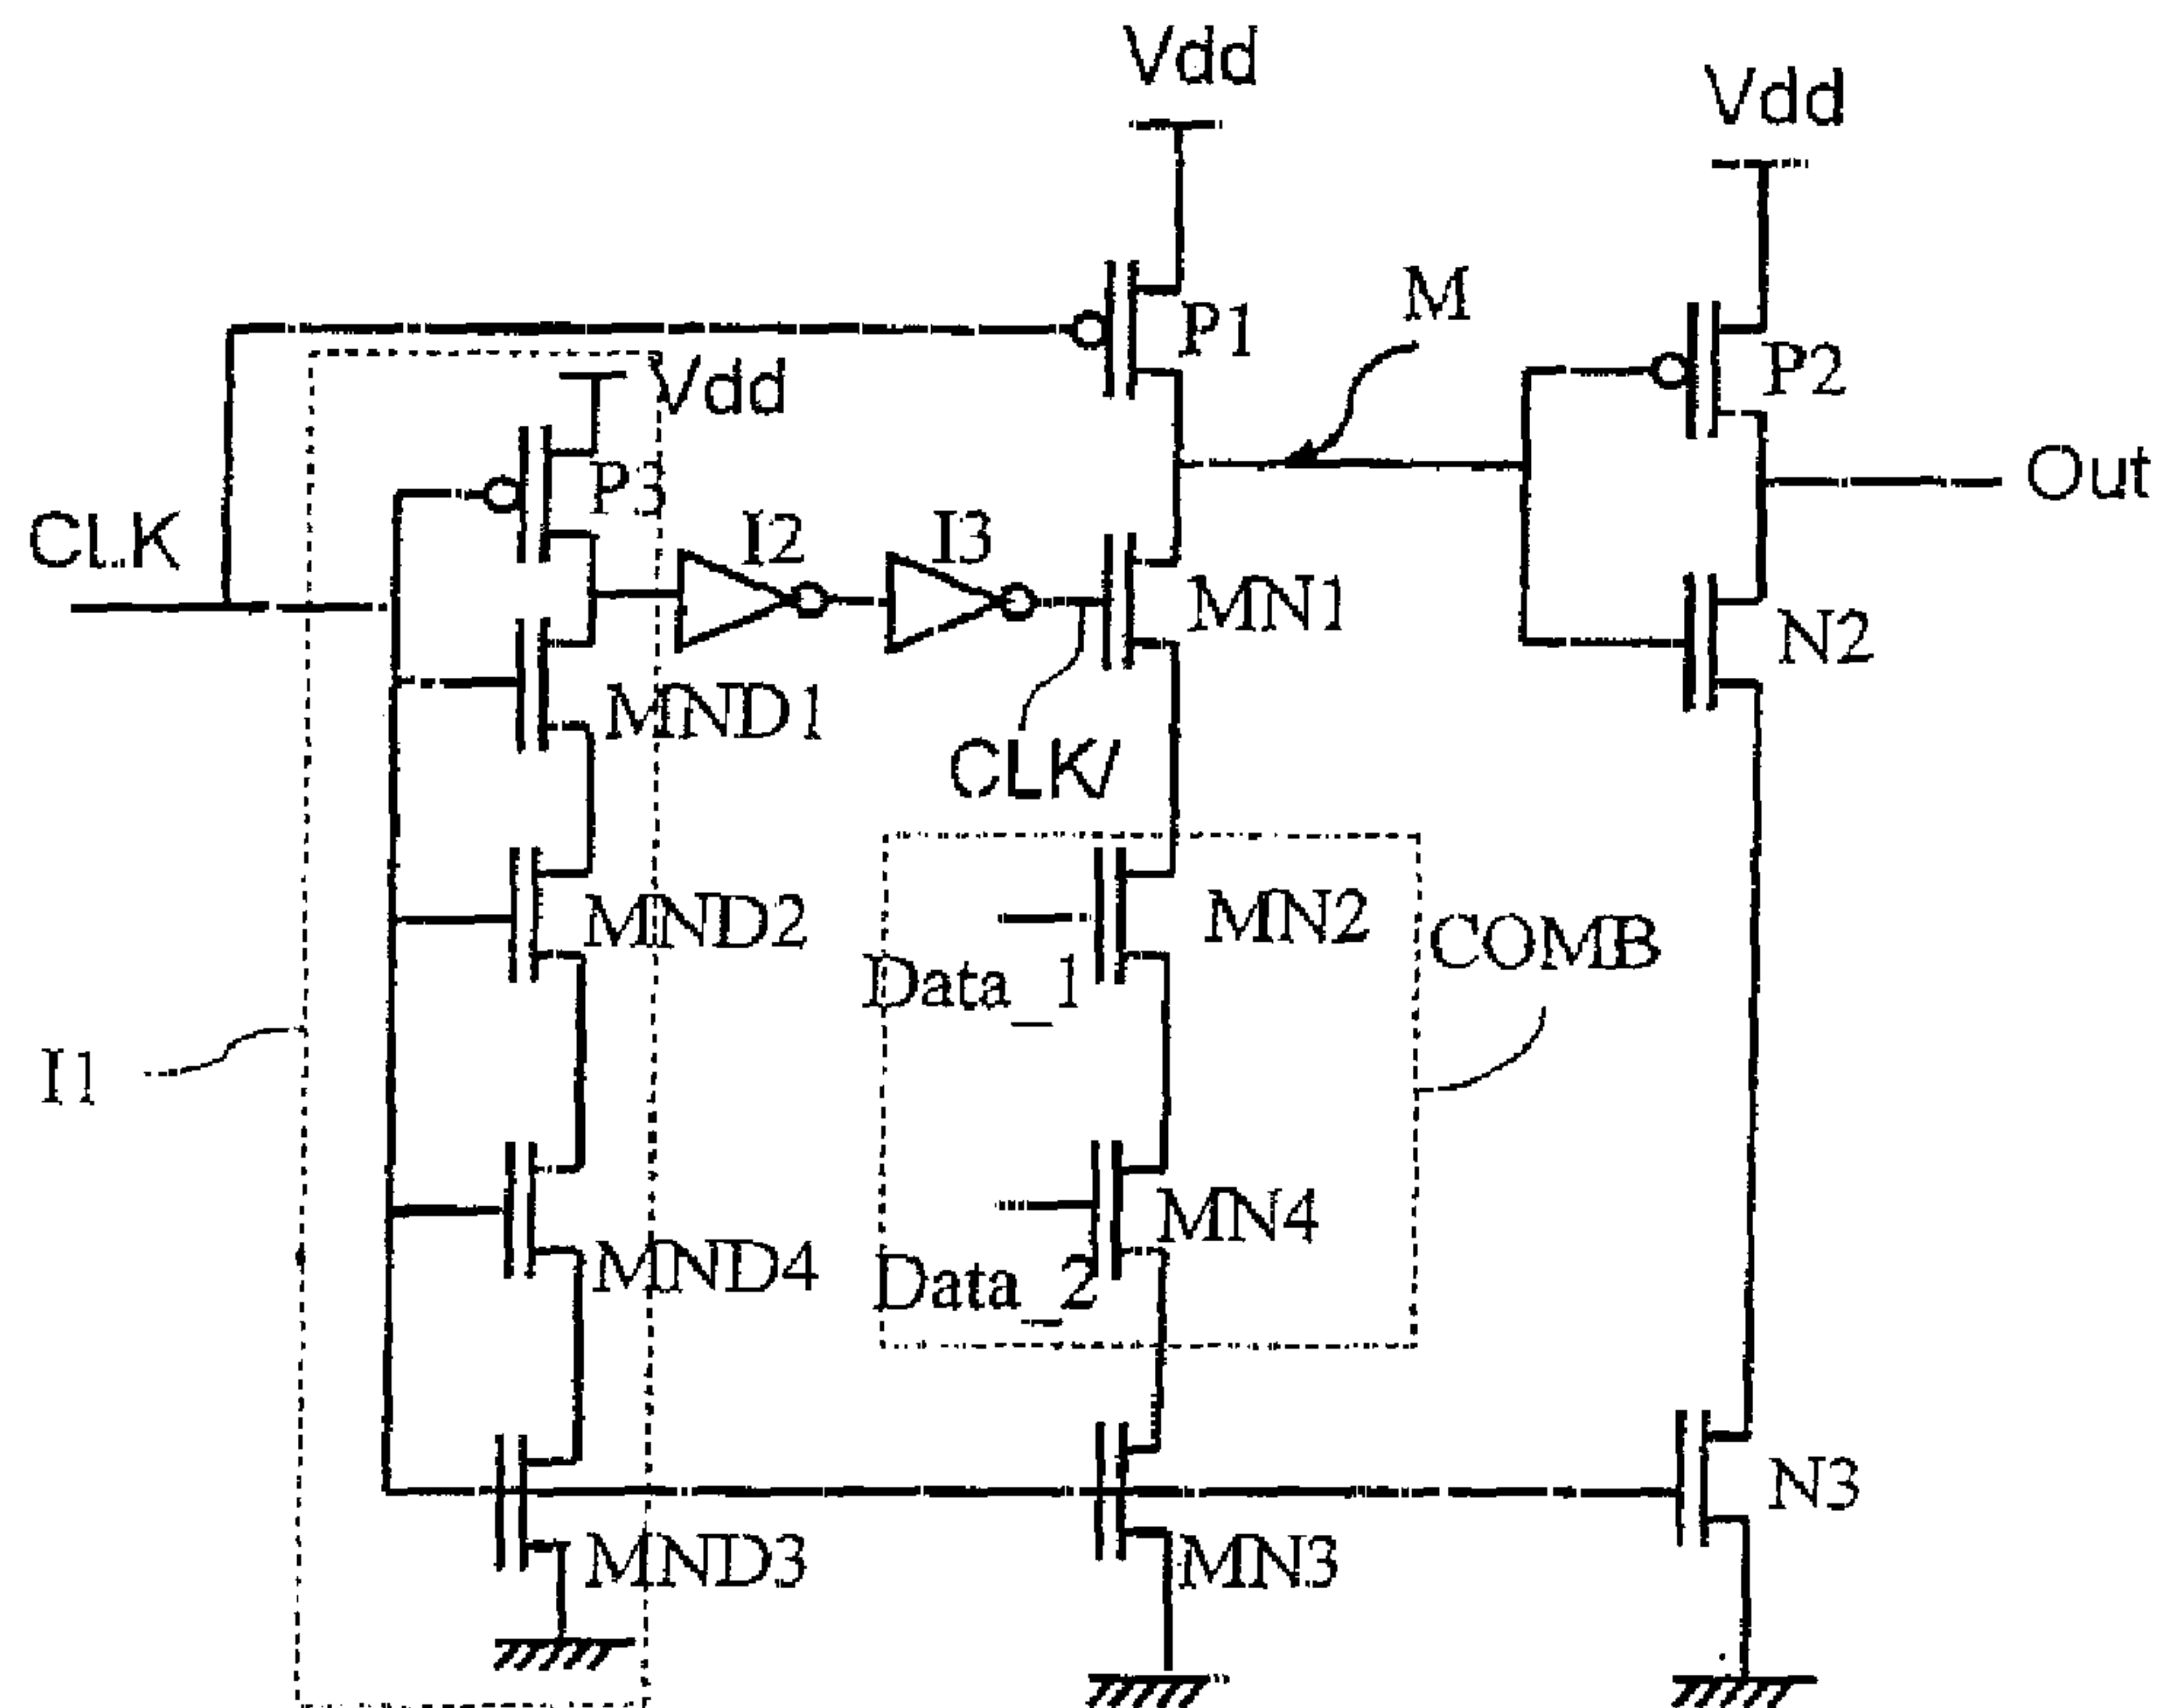 Vdd
Vdd
M
P1
P2
Vdd
P3
Out
CLK
I2
I3
MN1
N2
MND1
CLK/
MND2
MN2
COMB
Data_1
I1
MN4
MND4
Data_2
N3
MND3
MN3